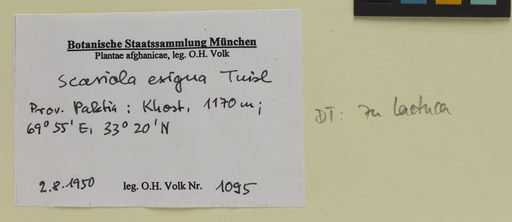 Botanische Staatssammlung München
Plantae afghanicae, leg. O.H. Volk
Scariola exigua Tuisl
Prov. Paktia: Khost, 1170 m;
69° 55' E, 33° 20' N
DT: zu Lactuca
2.8.1950 leg. O.H. Volk Nr. 1095